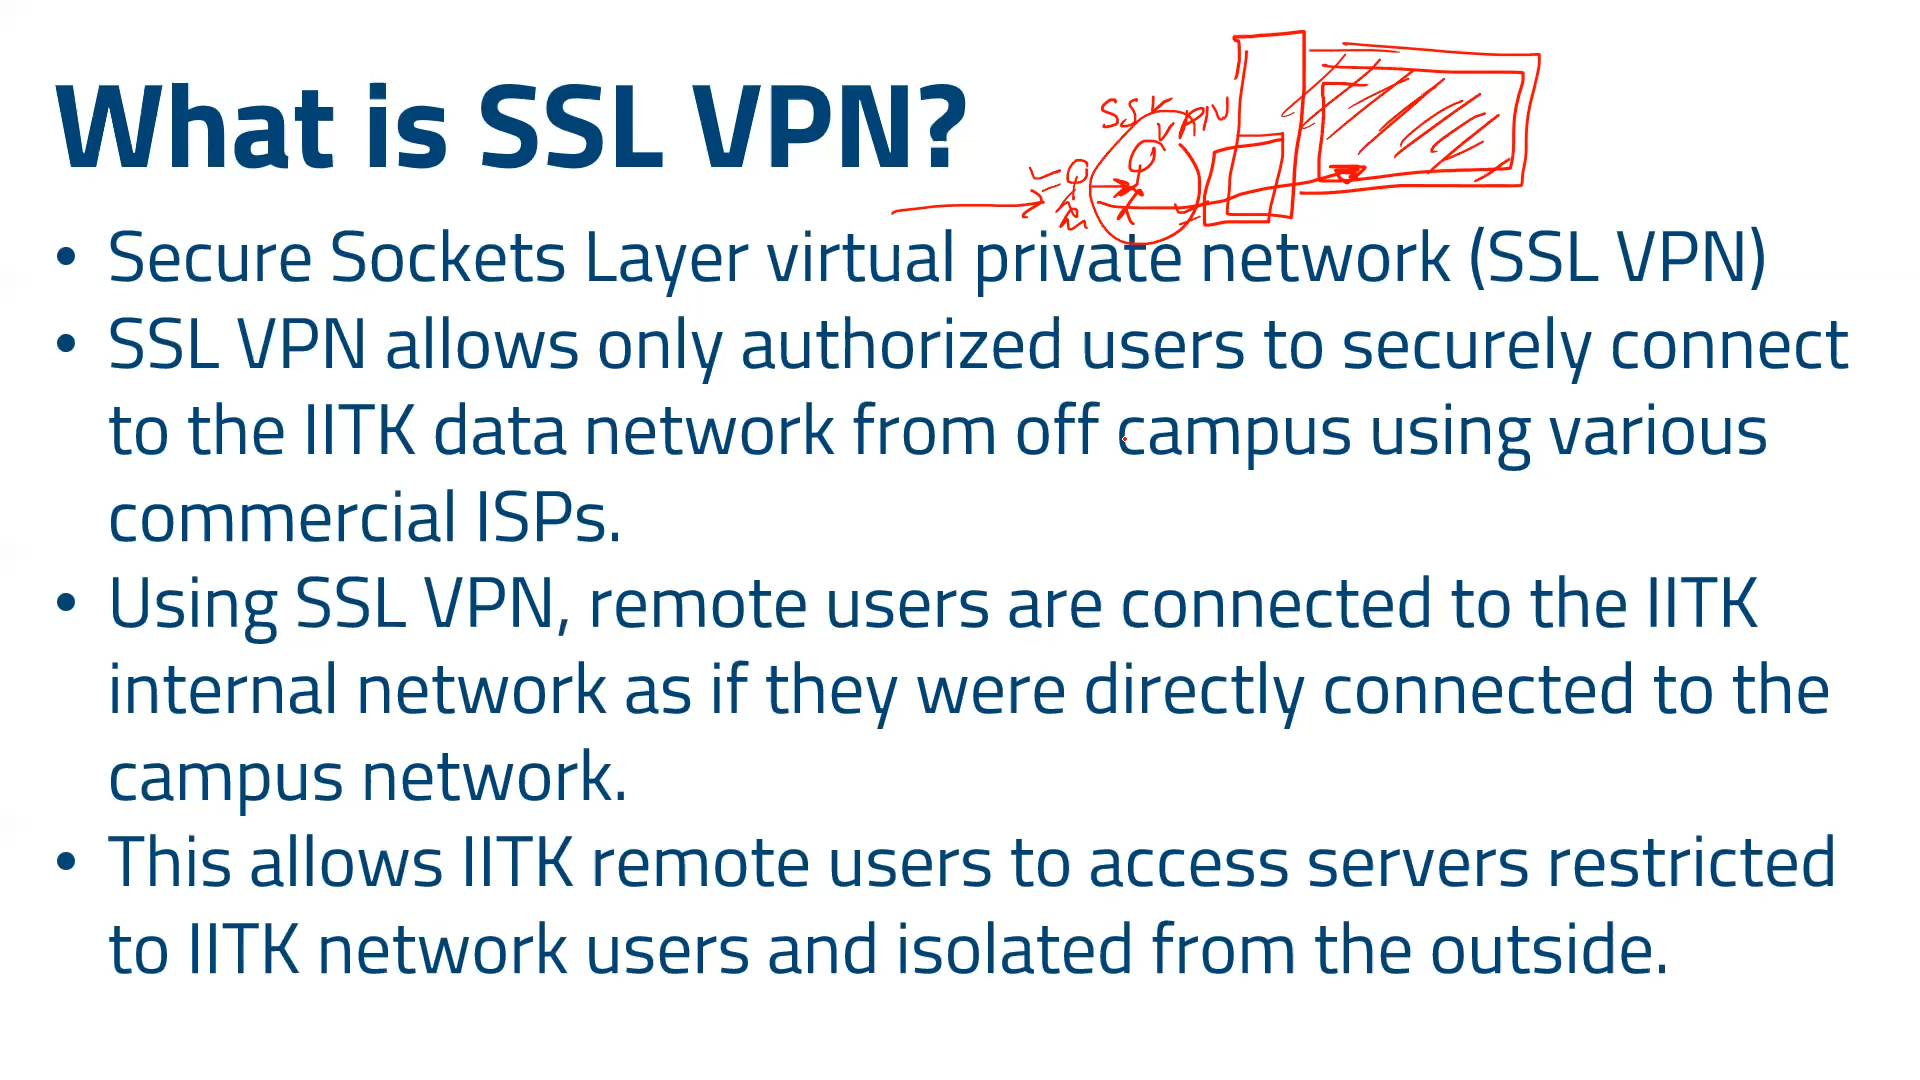 What is SSL VPN?
SSL
VPN
• Secure Sockets Layer virtual private network (SSL VPN)
• SSL VPN allows only authorized users to securely connect
to the IITK data network from off campus using various
commercial ISPs.
• Using SSL VPN, remote users are connected to the IITK
internal network as if they were directly connected to the
campus network.
• This allows IITK remote users to access servers restricted
to IITK network users and isolated from the outside.